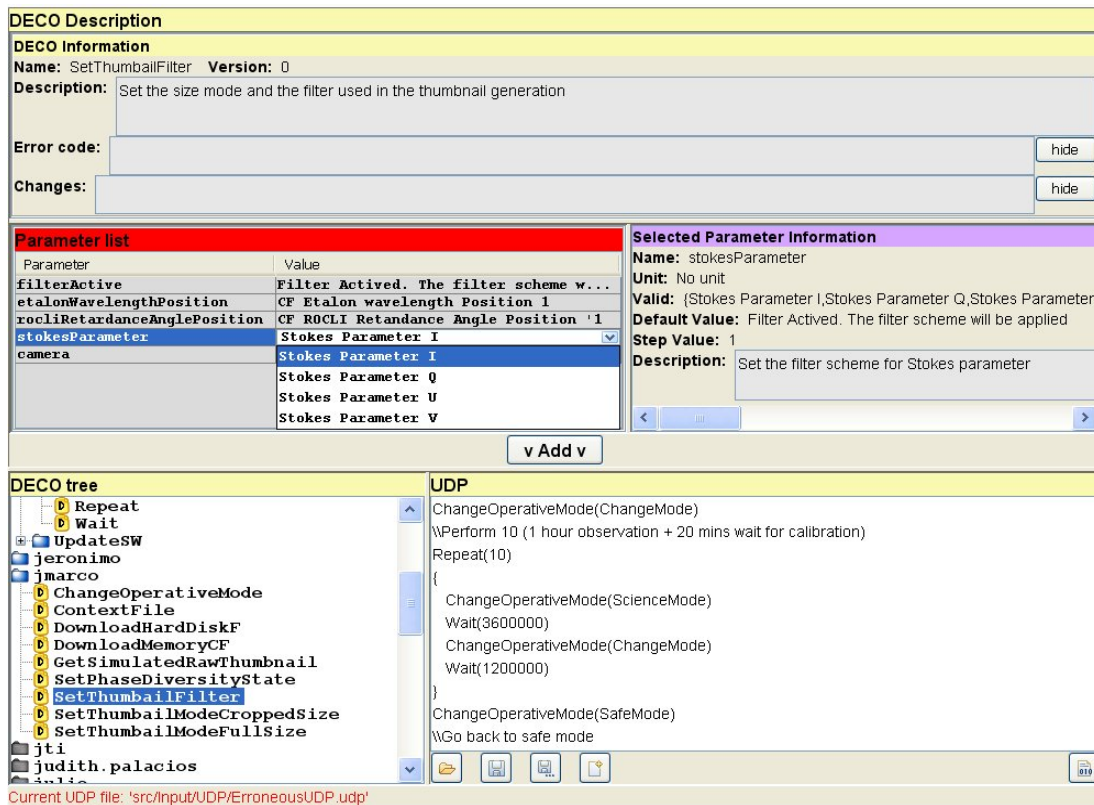 DECO Description
DECO Information
Name: SetThumbailFilter Version: 0
Description: Set the size mode and the filter used in the thumbnail generation
Error code:
hide
Changes:
hide
Parameter list
Parameter Value
filterActive Filter Actived. The filter scheme w...
etalonWavelengthPosition CF Etalon wavelength Position 1
rocliRetardanceAnglePosition CF ROCLI Retandance Angle Position '1
stokesParameter Stokes Parameter I
camera
Stokes Parameter I
Stokes Parameter Q
Stokes Parameter U
Stokes Parameter V
Selected Parameter Information
Name: stokesParameter
Unit: No unit
Valid: {Stokes Parameter I,Stokes Parameter Q,Stokes Parameter
Default Value: Filter Actived. The filter scheme will be applied
Step Value: 1
Description: Set the filter scheme for Stokes parameter
v Add v
DECO tree
Repeat
Wait
UpdateSW
jeronimo
jmarco
ChangeOperativeMode
ContextFile
DownloadHardDiskF
DownloadMemoryCF
GetSimulatedRawThumbnail
SetPhaseDiversityState
SetThumbailFilter
SetThumbailModeCroppedSize
SetThumbailModeFullSize
jti
judith.palacios
UDP
ChangeOperativeMode(ChangeMode)
\\Perform 10 (1 hour observation + 20 mins wait for calibration)
Repeat(10)
{
ChangeOperativeMode(ScienceMode)
Wait(3600000)
ChangeOperativeMode(ChangeMode)
Wait(1200000)
}
ChangeOperativeMode(SafeMode)
\\Go back to safe mode
010
Current UDP file: 'src/Input/UDP/ErroneousUDP.udp'